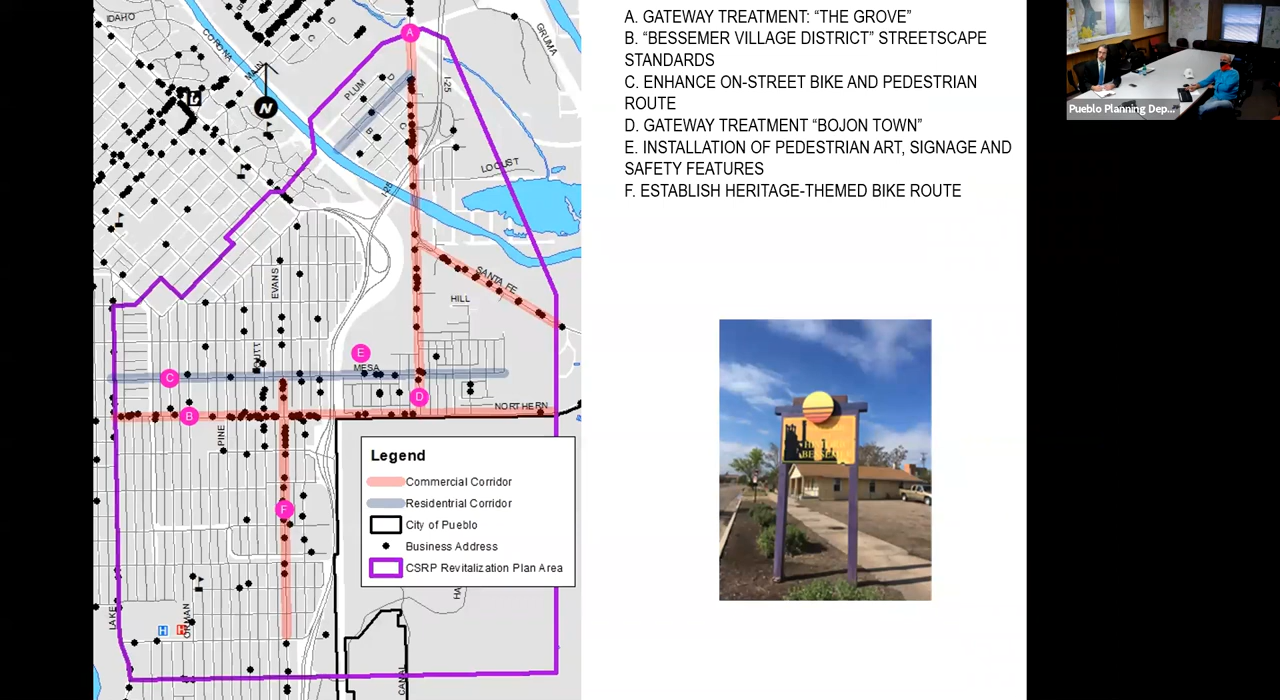 IDAHO
CORONA
MAIN
N
D
C
A
GRUMA
PLUM
D
B
C
I-25
LOCUST
A. GATEWAY TREATMENT: “THE GROVE”
B. “BESSEMER VILLAGE DISTRICT” STREETSCAPE
STANDARDS
C. ENHANCE ON-STREET BIKE AND PEDESTRIAN
ROUTE
D. GATEWAY TREATMENT “BOJON TOWN”
E. INSTALLATION OF PEDESTRIAN ART, SIGNAGE AND
SAFETY FEATURES
F. ESTABLISH HERITAGE-THEMED BIKE ROUTE
Pueblo Planning Dep...
SANTA FE
EVANS
HILL
E
MESA
C
D
B
NORTHERN
PINE
F
LAKE
ORMAN
H
H
CANAL
Legend
Commercial Corridor
Residentrial Corridor
City of Pueblo
Business Address
CSRP Revitalization Plan Area